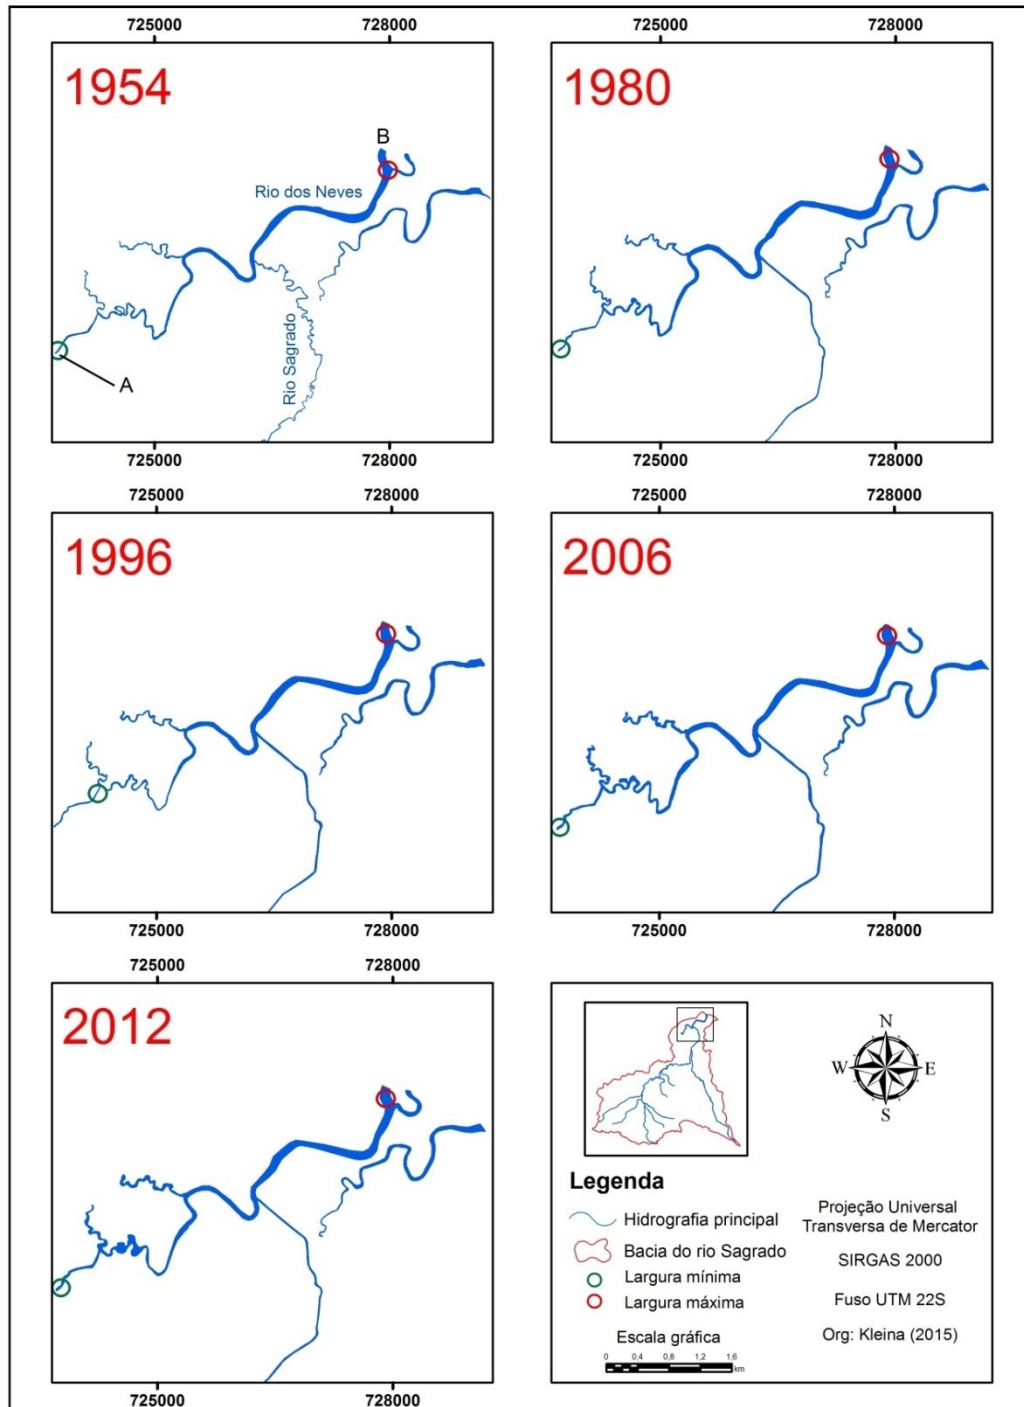 725000 728000
725000 728000
1954
1980
B
Rio dos Neves
Rio Sagrado
A
725000 728000
725000 728000
725000 728000
725000 728000
1996
2006
725000 728000
725000 728000
725000 728000
2012
N
W E
S
Legenda
Hidrografia principal
Bacia do rio Sagrado
Largura mínima
Largura máxima
Projeção Universal
Transversa de Mercator
SIRGAS 2000
Fuso UTM 22S
Org: Kleina (2015)
Escala gráfica
0 0,4 0,8 1,2 1,6
km
725000 728000